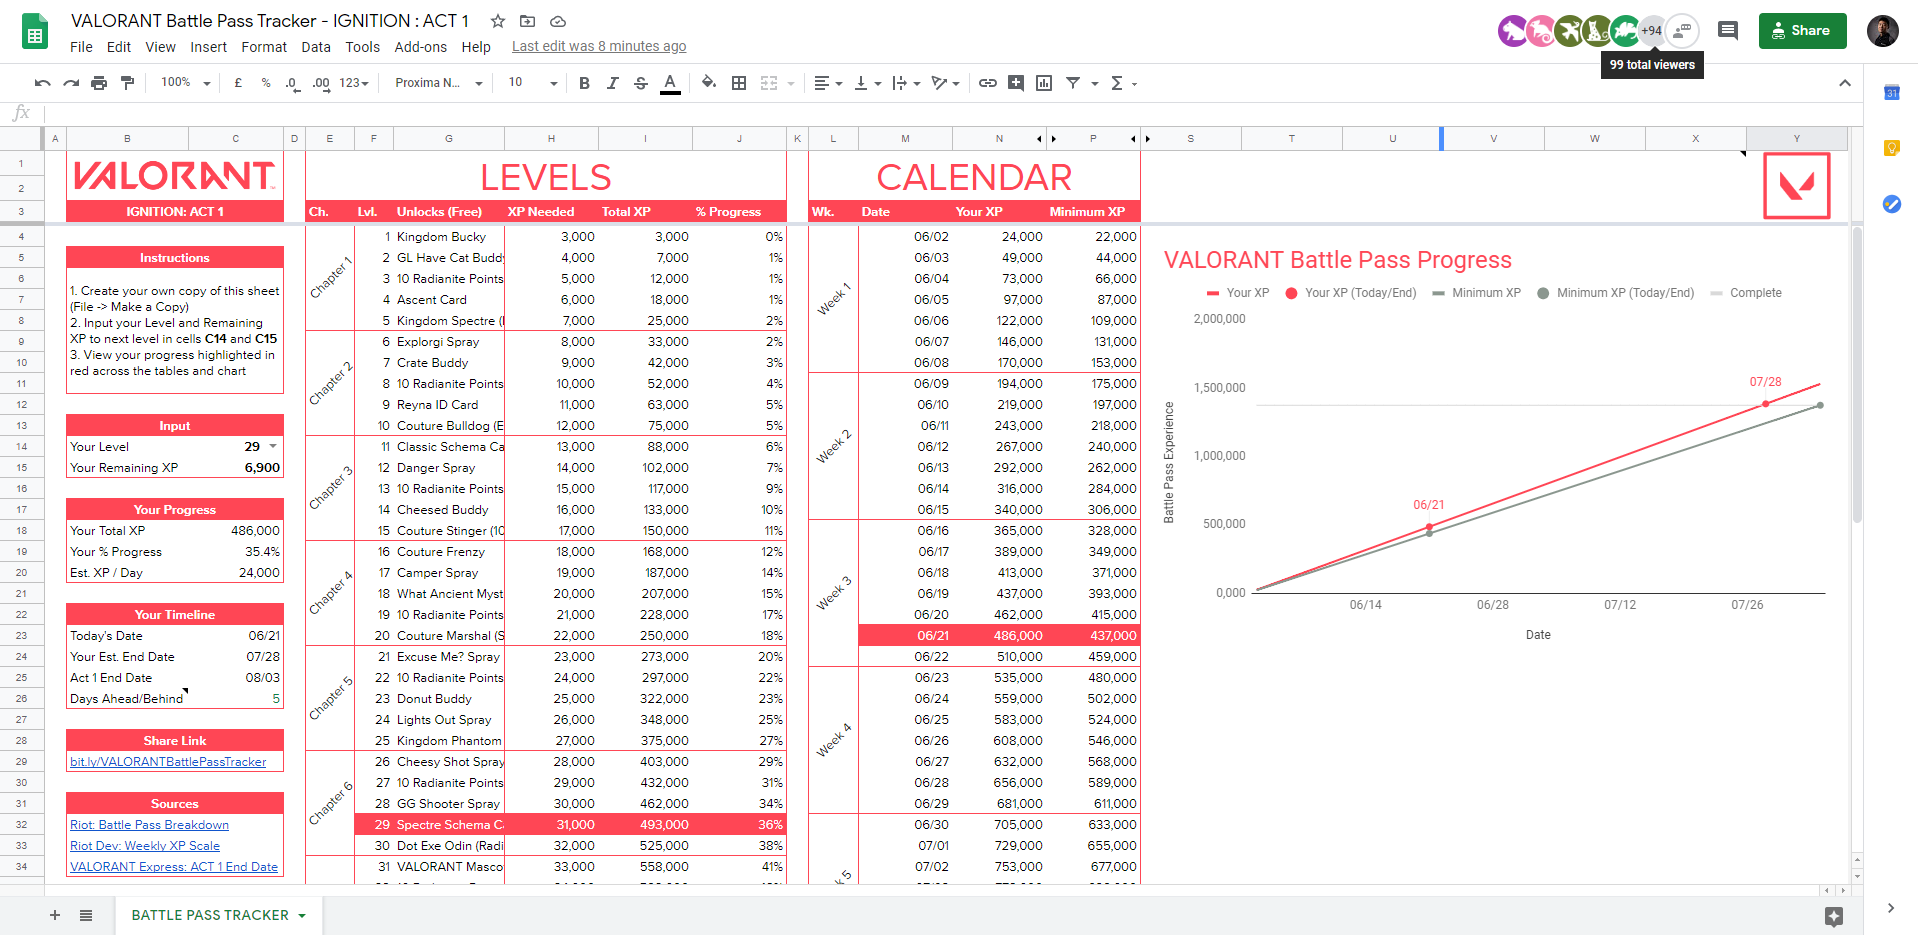 VALORANT Battle Pass Tracker - IGNITION : ACT 1
File Edit View Insert Format Data Tools Add-ons Help Last edit was 8 minutes ago
+94
Share
99 total viewers
100% £ % .0 .00 123 Proxima N... 10 B I S A
fx
A B C D E F G H I J K L M N P S T U V W X Y
1
2 VALORANT LEVELS CALENDAR
3 IGNITION: ACT 1 Ch. Lvl. Unlocks (Free) XP Needed Total XP % Progress Wk. Date Your XP Minimum XP
4 1 Kingdom Bucky 3,000 3,000 0% 06/02 24,000 22,000
5 Instructions 2 GL Have Cat Budd 4,000 7,000 1% 06/03 49,000 44,000
6 3 10 Radianite Points 5,000 12,000 1% 06/04 73,000 66,000
7 4 Ascent Card 6,000 18,000 1% 06/05 97,000 87,000
8 5 Kingdom Spectre ( 7,000 25,000 2% 06/06 122,000 109,000
9 6 Explorgi Spray 8,000 33,000 2% 06/07 146,000 131,000
10 7 Crate Buddy 9,000 42,000 3% 06/08 170,000 153,000
11 8 10 Radianite Points 10,000 52,000 4% 06/09 194,000 175,000
12 9 Reyna ID Card 11,000 63,000 5% 06/10 219,000 197,000
13 Input 10 Couture Bulldog (E 12,000 75,000 5% 06/11 243,000 218,000
14 Your Level 29 11 Classic Schema Ca 13,000 88,000 6% 06/12 267,000 240,000
15 Your Remaining XP 6,900 12 Danger Spray 14,000 102,000 7% 06/13 292,000 262,000
16 13 10 Radianite Points 15,000 117,000 9% 06/14 316,000 284,000
17 Your Progress 14 Cheesed Buddy 16,000 133,000 10% 06/15 340,000 306,000
18 Your Total XP 486,000 15 Couture Stinger (10 17,000 150,000 11% 06/16 365,000 328,000
19 Your % Progress 35.4% 16 Couture Frenzy 18,000 168,000 12% 06/17 389,000 349,000
20 Est. XP / Day 24,000 17 Camper Spray 19,000 187,000 14% 06/18 413,000 371,000
21 18 What Ancient Myst 20,000 207,000 15% 06/19 437,000 393,000
22 Your Timeline 19 10 Radianite Points 21,000 228,000 17% 06/20 462,000 415,000
23 Today's Date 06/21 20 Couture Marshal (S 22,000 250,000 18% 06/21 486,000 437,000
24 Your Est. End Date 07/28 21 Excuse Me? Spray 23,000 273,000 20% 06/22 510,000 459,000
25 Act 1 End Date 08/03 22 10 Radianite Points 24,000 297,000 22% 06/23 535,000 480,000
26 Days Ahead/Behind 5 23 Donut Buddy 25,000 322,000 23% 06/24 559,000 502,000
27 24 Lights Out Spray 26,000 348,000 25% 06/25 583,000 524,000
28 Share Link 25 Kingdom Phantom 27,000 375,000 27% 06/26 608,000 546,000
29 bit.ly/VALORANTBattlePassTracker 26 Cheesy Shot Spray 28,000 403,000 29% 06/27 632,000 568,000
30 27 10 Radianite Points 29,000 432,000 31% 06/28 656,000 589,000
31 Sources 28 GG Shooter Spray 30,000 462,000 34% 06/29 681,000 611,000
32 Riot: Battle Pass Breakdown 29 Spectre Schema C 31,000 493,000 36% 06/30 705,000 633,000
33 Riot Dev: Weekly XP Scale 30 Dot Exe Odin (Radi 32,000 525,000 38% 07/01 729,000 655,000
34 VALORANT Express: ACT 1 End Date 31 VALORANT Masco 33,000 558,000 41% 07/02 753,000 677,000
1. Create your own copy of this sheet
(File -> Make a Copy)
2. Input your Level and Remaining
XP to next level in cells C14 and C15
3. View your progress highlighted in
red across the tables and chart
Chapter 1
Chapter 2
Chapter 3
Chapter 4
Chapter 5
Chapter 6
Week 1
Week 2
Week 3
Week 4
k 5
VALORANT Battle Pass Progress
Your XP Your XP (Today/End) Minimum XP Minimum XP (Today/End) Complete
2,000,000
1,500,000
1,000,000
500,000
0,000
Battle Pass Experience
07/28
06/21
06/14 06/28 07/12 07/26
Date
31
BATTLE PASS TRACKER